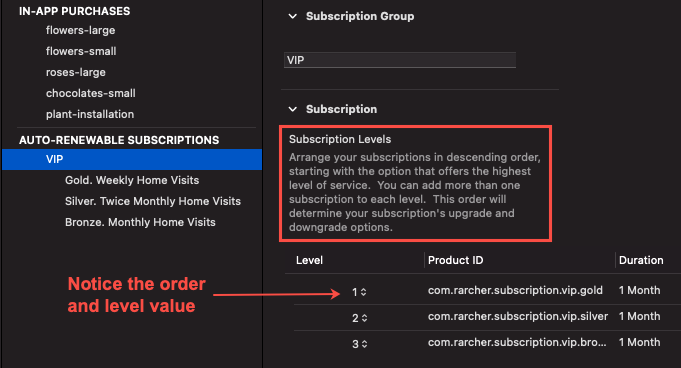 IN-APP PURCHASES
flowers-large
flowers-small
roses-large
chocolates-small
plant-installation
AUTO-RENEWABLE SUBSCRIPTIONS
VIP
Gold. Weekly Home Visits
Silver. Twice Monthly Home Visits
Bronze. Monthly Home Visits
Subscription Group
VIP
Subscription
Subscription Levels
Arrange your subscriptions in descending order,
starting with the option that offers the highest
level of service.  You can add more than one
subscription to each level.  This order will
determine your subscription's upgrade and
downgrade options.
Level Product ID Duration
1 com.rarcher.subscription.vip.gold 1 Month
2 com.rarcher.subscription.vip.silver 1 Month
3 com.rarcher.subscription.vip.bro... 1 Month
Notice the order
and level value